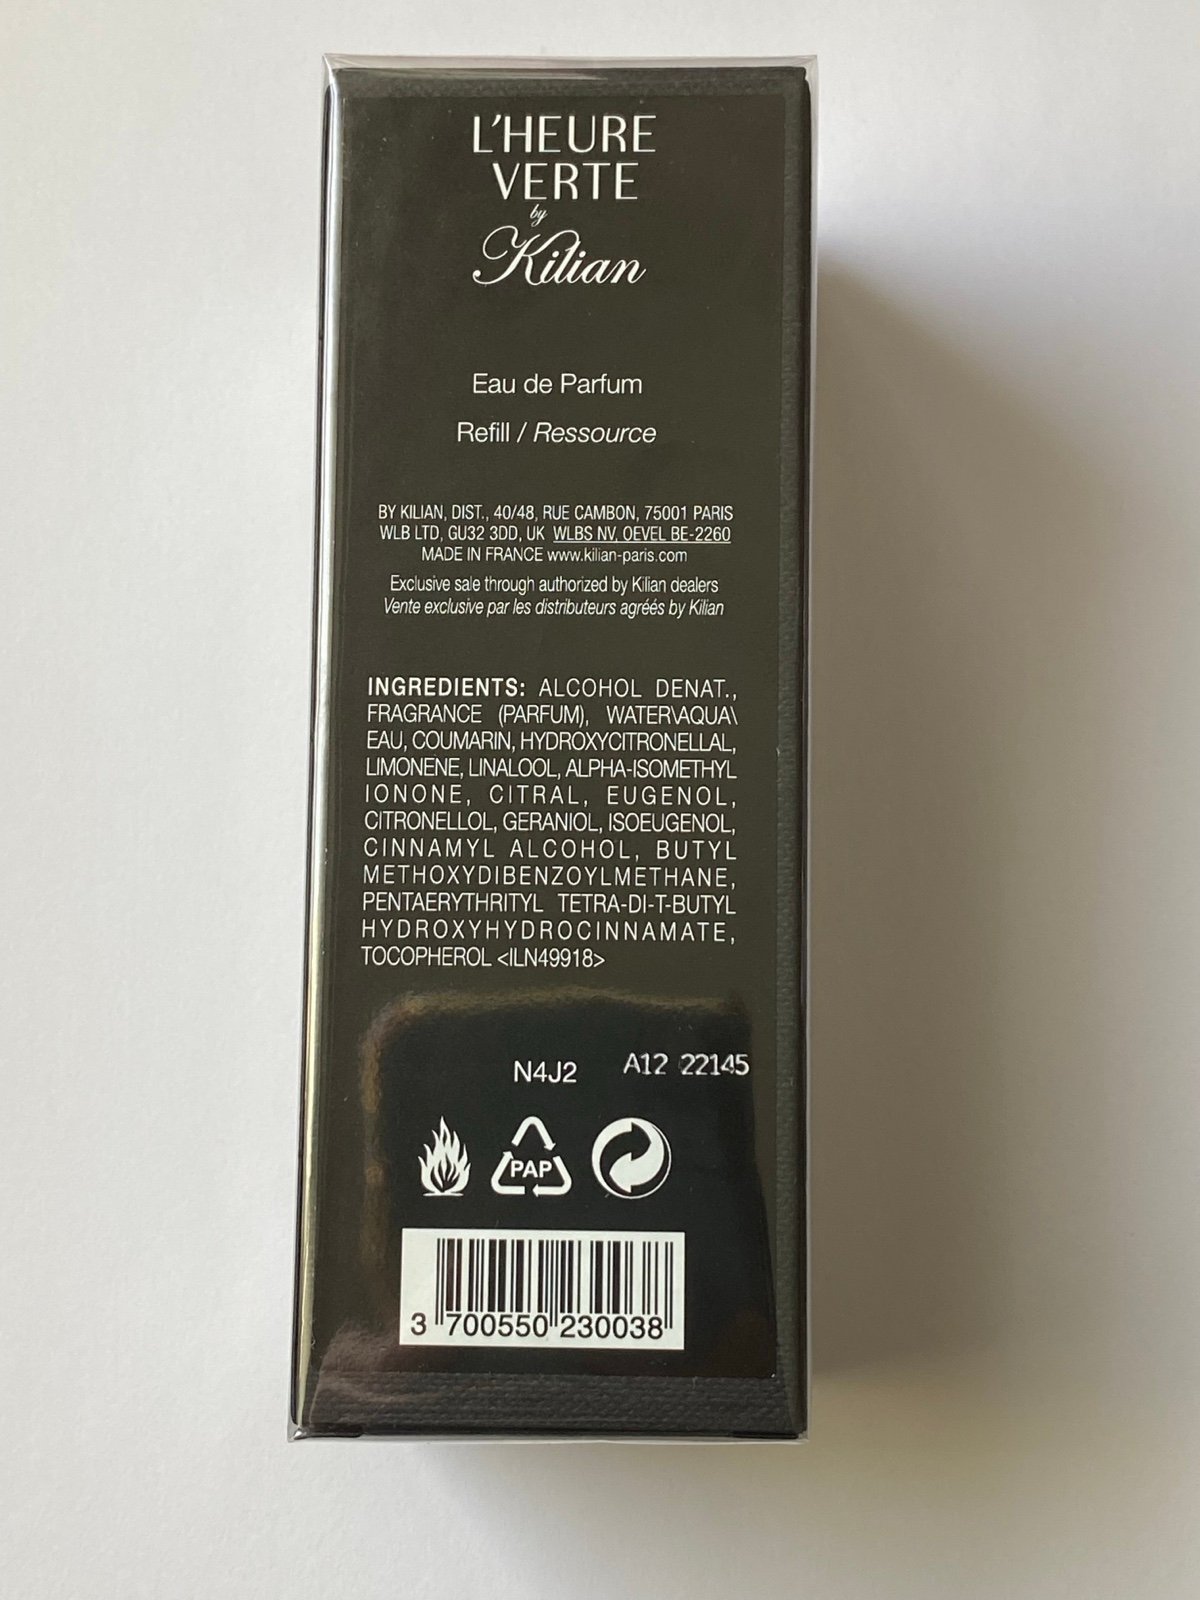 L'HEURE
VERTE
by
Kilian
Eau de Parfum
Refill / Ressource
BY KILIAN, DIST., 40/48, RUE CAMBON, 75001 PARIS
WLB LTD, GU32 3DD, UK WLBS NV, OEVEL BE-2260
MADE IN FRANCE www.kilian-paris.com
Exclusive sale through authorized by Kilian dealers
Vente exclusive par les distributeurs agréés by Kilian
INGREDIENTS: ALCOHOL DENAT.,
FRAGRANCE (PARFUM), WATER\AQUA\
EAU, COUMARIN, HYDROXYCITRONELLAL,
LIMONENE, LINALOOL, ALPHA-ISOMETHYL
IONONE, CITRAL, EUGENOL,
CITRONELLOL, GERANIOL, ISOEUGENOL,
CINNAMYL ALCOHOL, BUTYL
METHOXYDIBENZOYLMETHANE,
PENTAERYTHRITYL TETRA-DI-T-BUTYL
HYDROXYHYDROCINNAMATE,
TOCOPHEROL <ILN49918>
N4J2 A12 22145
PAP
3 700550 230038